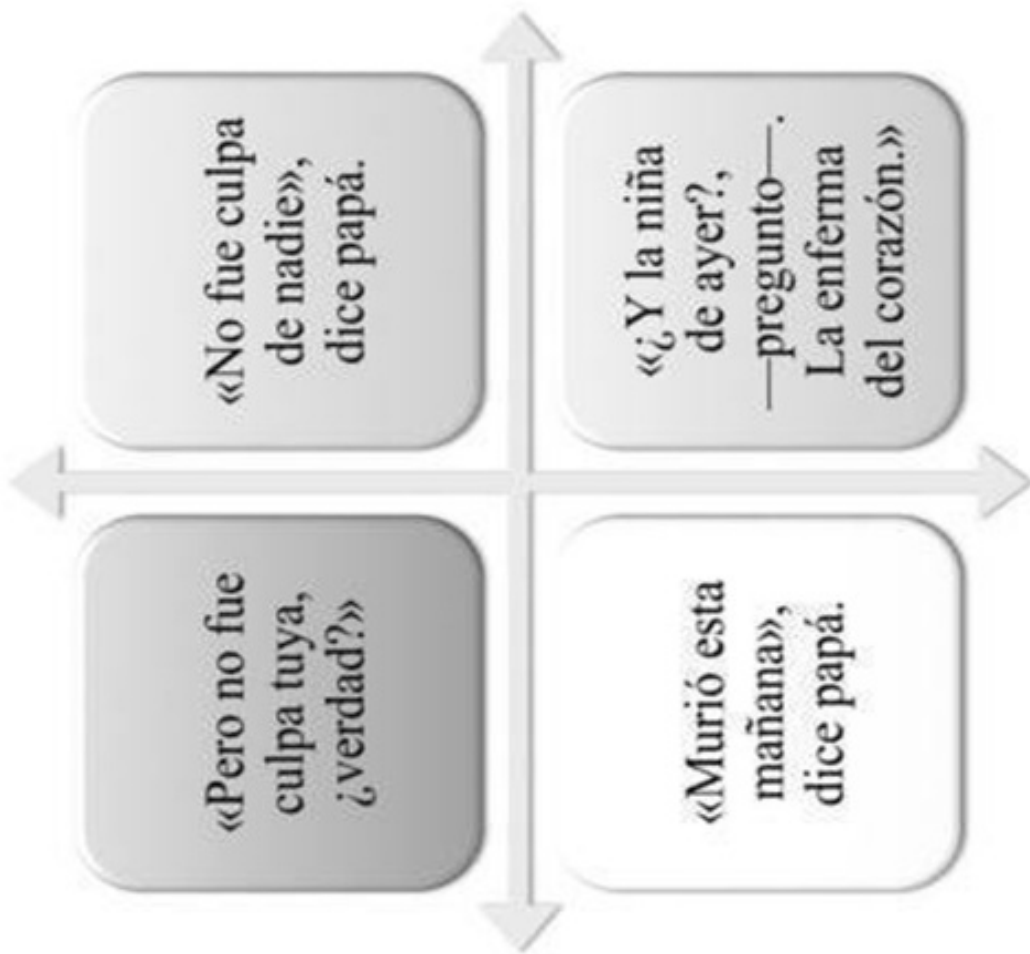 «Murió esta
mañana»,
dice papá.
«Pero no fue
culpa tuya,
¿verdad?»
«¿Y la niña
de ayer?,
—pregunto—.
La enferma
del corazón.»
«No fue culpa
de nadie»,
dice papá.